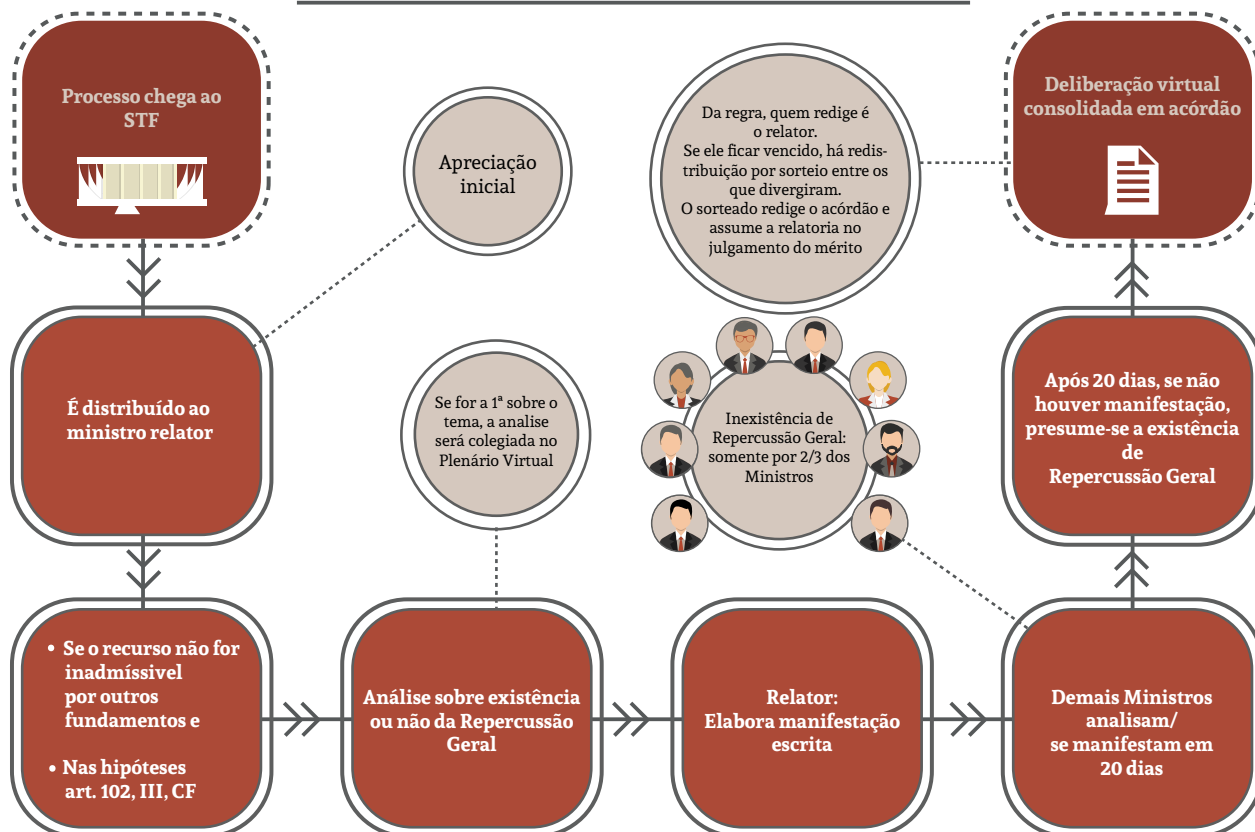 Processo chega ao
STF
Apreciação
inicial
Da regra, quem redige é
o relator.
Se ele ficar vencido, há redis-
tribuição por sorteio entre os
que divergiram.
O sorteado redige o acórdão e
assume a relatoria no
julgamento do mérito
Deliberação virtual
consolidada em acórdão
É distribuído ao
ministro relator
Se for a 1ª sobre o
tema, a analise
será colegiada no
Plenário Virtual
Inexistência de
Repercussão Geral:
somente por 2/3 dos
Ministros
Após 20 dias, se não
houver manifestação,
presume-se a existência
de
Repercussão Geral
• Se o recurso não for
inadmíssivel
por outros
fundamentos e
• Nas hipóteses
art. 102, III, CF
Análise sobre existência
ou não da Repercussão
Geral
Relator:
Elabora manifestação
escrita
Demais Ministros
analisam/
se manifestam em
20 dias